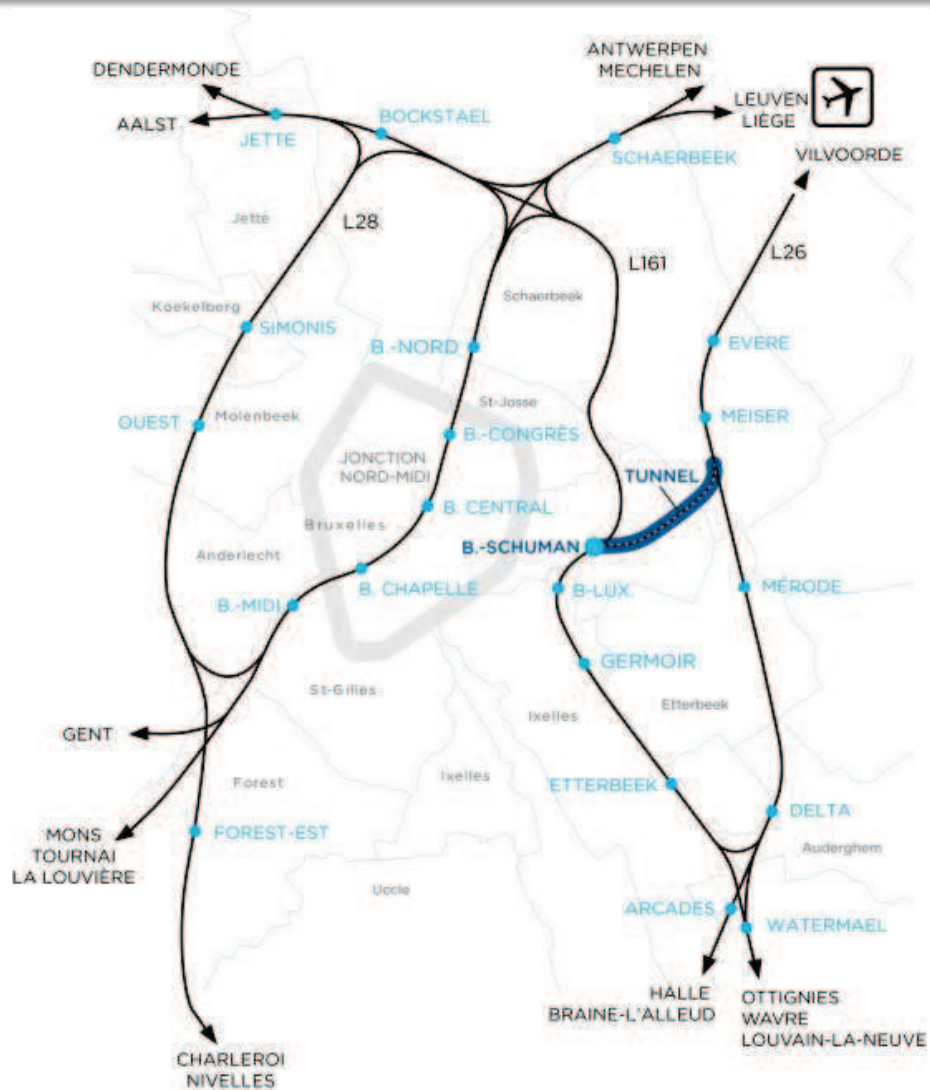 ANTWERPEN
MECHELEN
DENDERMONDE
LEUVEN
LIÈGE
BOCKSTAEL
AALST
JETTE
SCHAERBEEK
VILVOORDE
Jette
L28
L161
L26
Schaerbeek
Koekelberg
SIMONIS
B.-NORD
EVERE
St-Josse
OUEST
Molenbeek
MEISER
B.-CONGRÈS
JONCTION
NORD-MIDI
TUNNEL
B. CENTRAL
Bruxelles
B.-SCHUMAN
Anderlecht
B. CHAPELLE
B-LUX.
MÉRODE
B.-MIDI
GERMOIR
St-Gilles
Etterbeek
Ixelles
GENT
Forest
Ixelles
ETTERBEEK
DELTA
FOREST-EST
MONS
TOURNAI
LA LOUVIÈRE
Auderghem
Uccle
ARCADES
WATERMAEL
HALLE
BRAINE-L'ALLEUD
OTTIGNIES
WAVRE
LOUVAIN-LA-NEUVE
CHARLEROI
NIVELLES